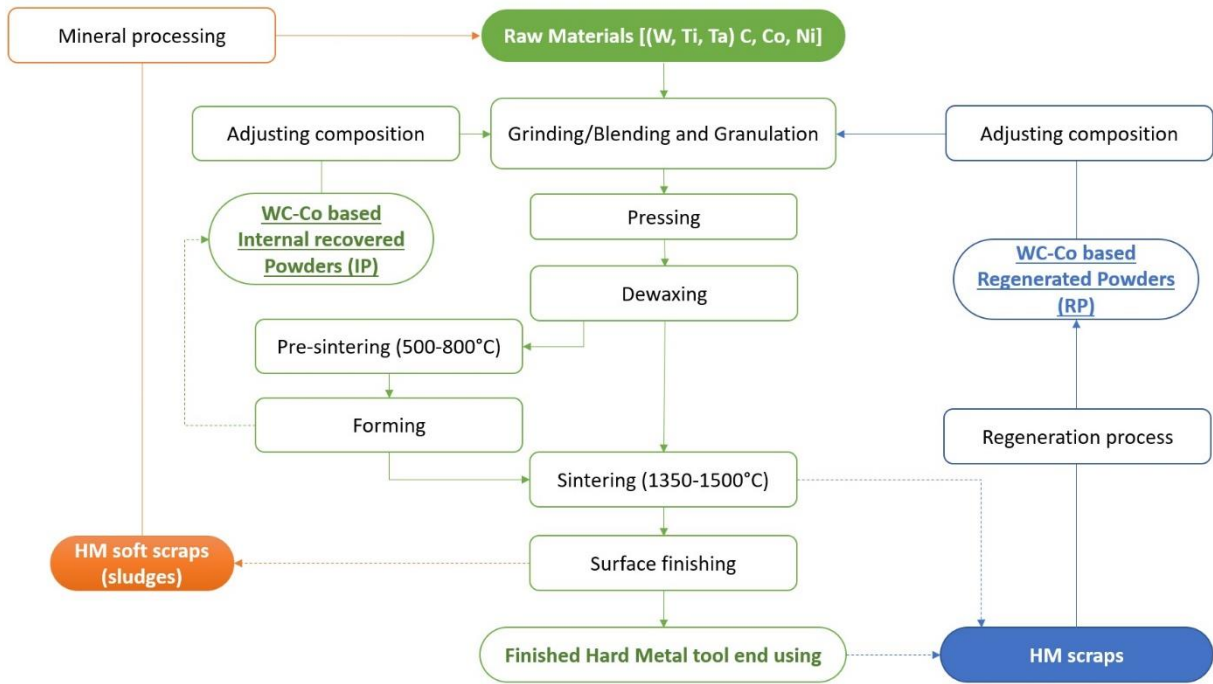 Mineral processing
Raw Materials [(W, Ti, Ta) C, Co, Ni]
Adjusting composition
Grinding/Blending and Granulation
Adjusting composition
WC-Co based
Internal recovered
Powders (IP)
Pressing
WC-Co based
Regenerated Powders
(RP)
Dewaxing
Pre-sintering (500-800°C)
Forming
Regeneration process
Sintering (1350-1500°C)
HM soft scraps
(sludges)
Surface finishing
Finished Hard Metal tool end using
HM scraps